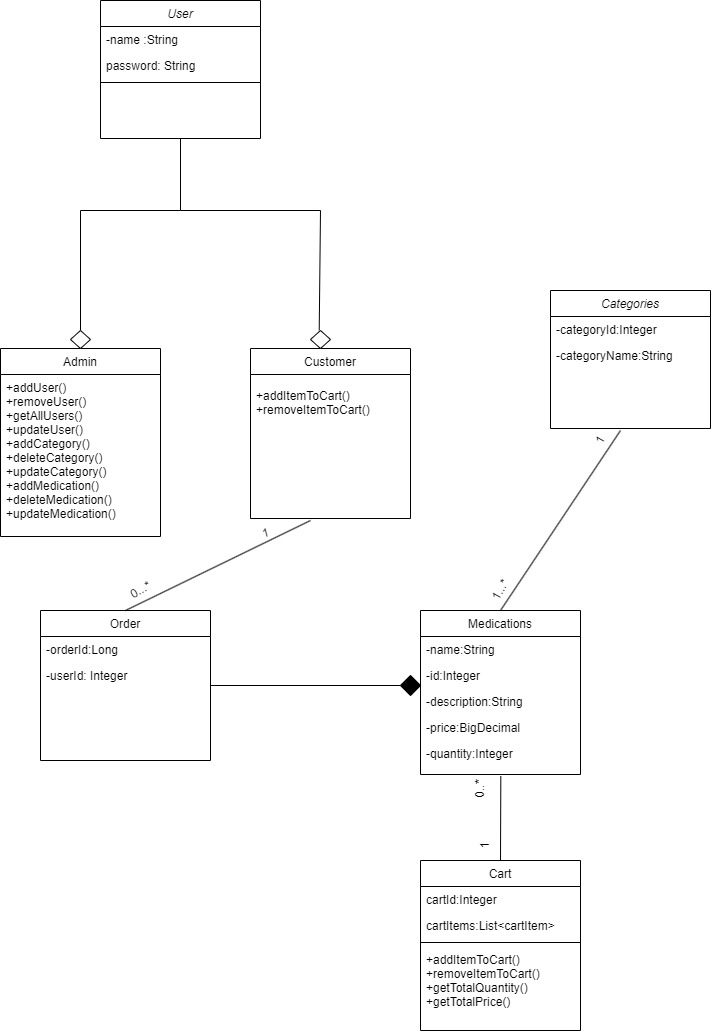 User
-name :String
password: String
Admin
+addUser()
+removeUser()
+getAllUsers()
+updateUser()
+addCategory()
+deleteCategory()
+updateCategory()
+addMedication()
+deleteMedication()
+updateMedication()
Customer
+addItemToCart()
+removeItemToCart()
Categories
-categoryId:Integer
-categoryName:String
1
1
0...*
1...*
Order
-orderId:Long
-userId: Integer
Medications
-name:String
-id:Integer
-description:String
-price:BigDecimal
-quantity:Integer
0..*
1
Cart
cartId:Integer
cartItems:List<cartItem>
+addItemToCart()
+removeItemToCart()
+getTotalQuantity()
+getTotalPrice()